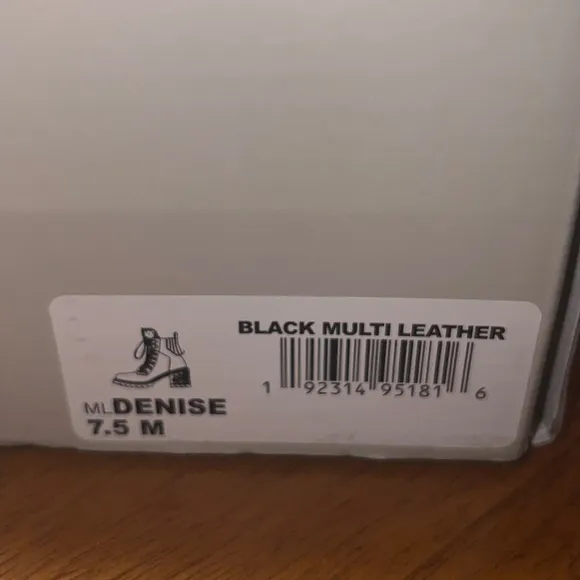 BLACK MULTI LEATHER
1 92314 95181 6
MLDENISE
7.5 M